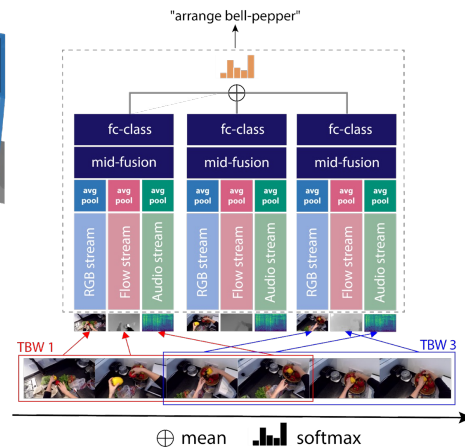 "arrange bell-pepper"
fc-class fc-class fc-class
mid-fusion mid-fusion mid-fusion
avg pool avg pool avg pool avg pool avg pool avg pool avg pool avg pool avg pool
RGB stream Flow stream Audio stream RGB stream Flow stream Audio stream RGB stream Flow stream Audio stream
TBW 1 TBW 3
mean softmax